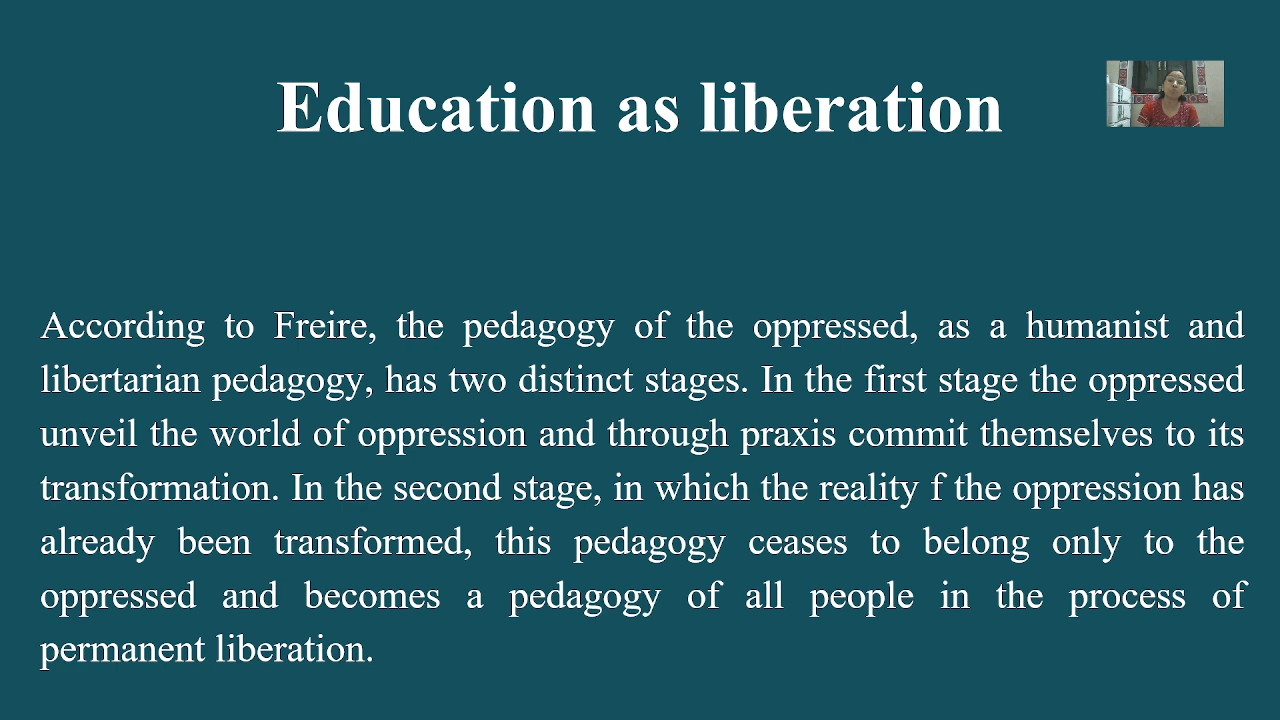 Education as liberation
According to Freire, the pedagogy of the oppressed, as a humanist and
libertarian pedagogy, has two distinct stages. In the first stage the oppressed
unveil the world of oppression and through praxis commit themselves to its
transformation. In the second stage, in which the reality f the oppression has
already been transformed, this pedagogy ceases to belong only to the
oppressed and becomes a pedagogy of all people in the process of
permanent liberation.